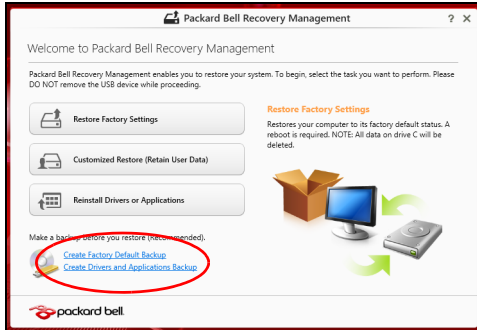 Packard Bell Recovery Management
? X
Welcome to Packard Bell Recovery Management
Packard Bell Recovery Management enables you to restore your system. To begin, select the task you want to perform. Please
DO NOT remove the USB device while proceeding.
Restore Factory Settings
Customized Restore (Retain User Data)
Reinstall Drivers or Applications
Restore Factory Settings
Restores your computer to its factory default status. A
reboot is required. NOTE: All data on drive C will be
deleted.
Make a backup before you restore (Recommended).
Create Factory Default Backup
Create Drivers and Applications Backup
packard bell.